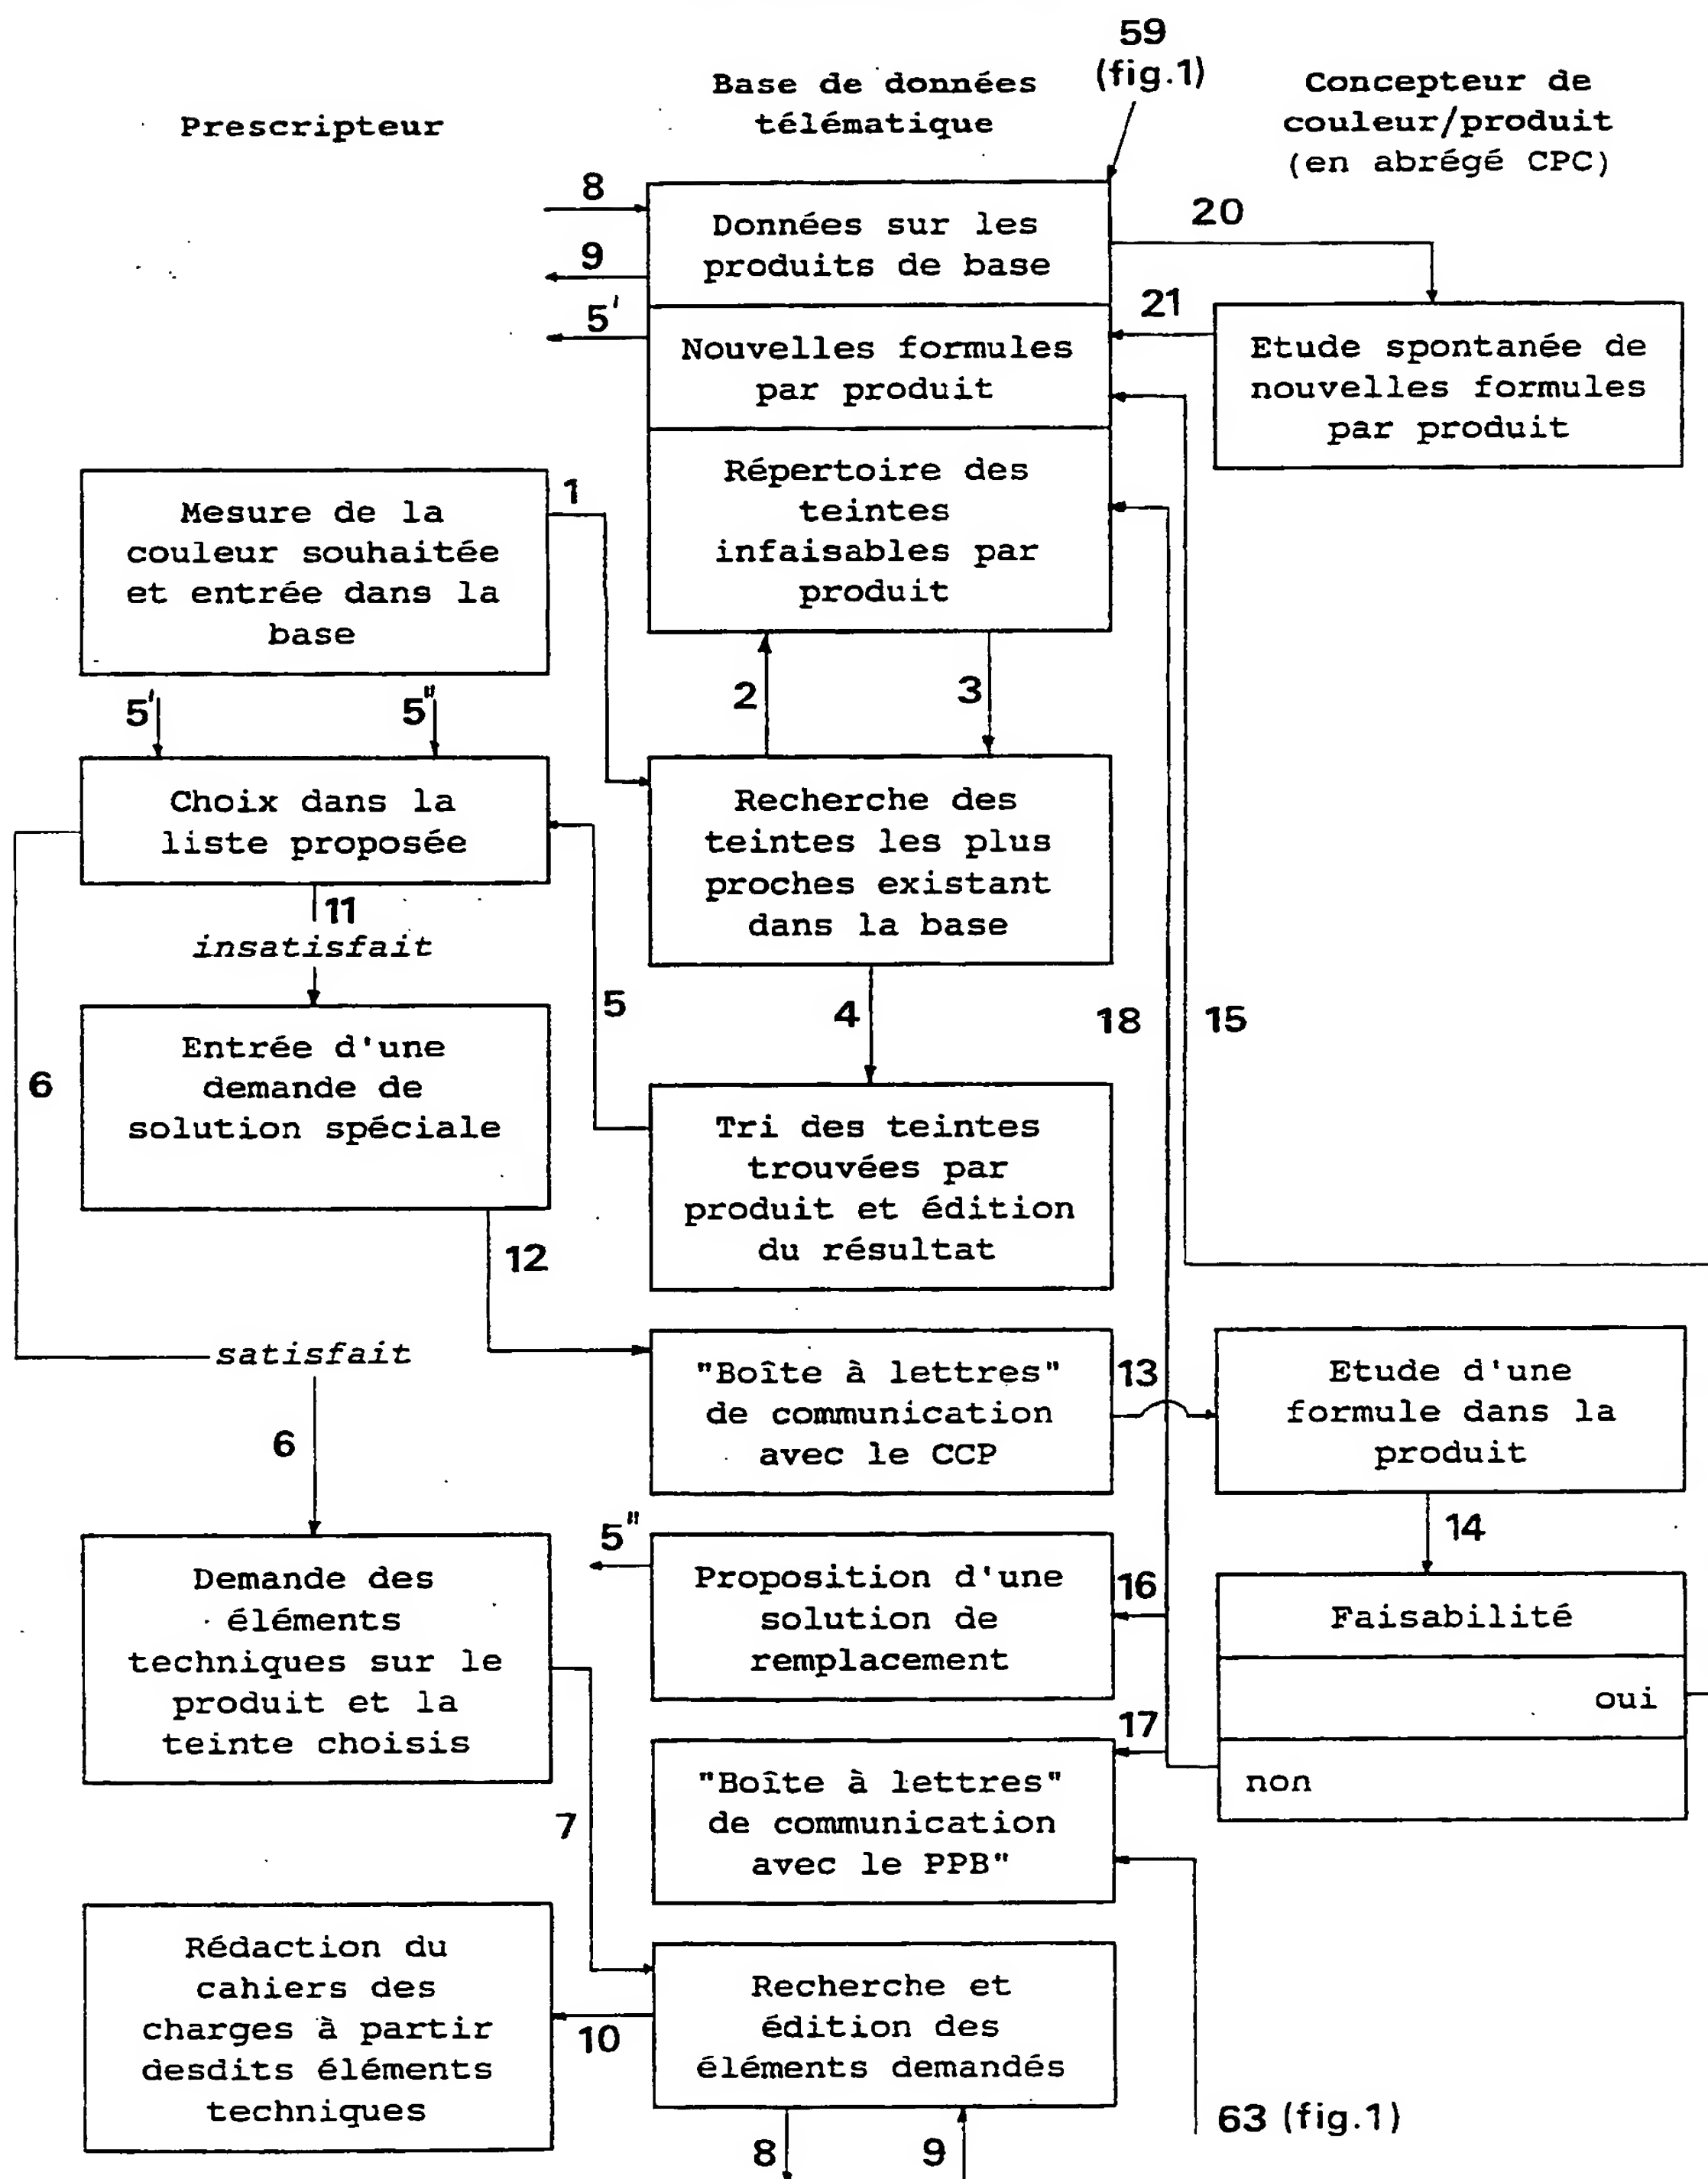 59
(fig.1)
Prescripteur
Base de données
télématique
Concepteur de
couleur/produit
(en abrégé CPC)
8
9
5'
Données sur les
produits de base
20
21
Nouvelles formules
par produit
Etude spontanée de
nouvelles formules
par produit
Répertoire des
teintes
infaisables par
produit
Mesure de la
couleur souhaitée
et entrée dans la
base
1
2
3
5'
5"
Choix dans la
liste proposée
Recherche des
teintes les plus
proches existant
dans la base
11
insatisfait
5
4
18
15
6
Entrée d'une
demande de
solution spéciale
Tri des teintes
trouvées par
produit et édition
du résultat
12
satisfait
6
"Boîte à lettres"
de communication
avec le CCP
13
Etude d'une
formule dans la
produit
14
5"
Demande des
éléments
techniques sur le
produit et la
teinte choisis
Proposition d'une
solution de
remplacement
16
Faisabilité
oui
non
17
7
"Boîte à lettres"
de communication
avec le PPB"
Rédaction du
cahiers des
charges à partir
desdits éléments
techniques
10
Recherche et
édition des
éléments demandés
63 (fig.1)
8
9